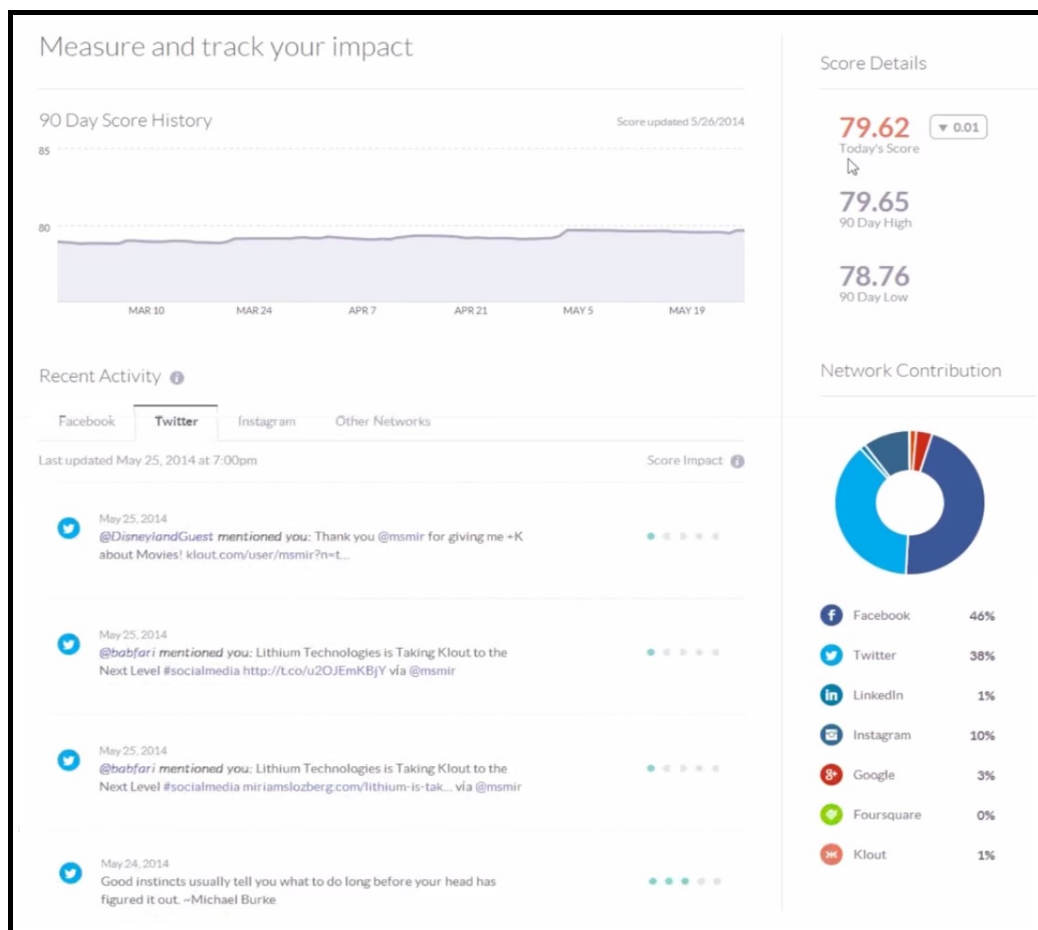 Measure and track your impact
90 Day Score History
Score updated 5/26/2014
85
80
MAR 10
MAR 24
APR 7
APR 21
MAY 5
MAY 19
Recent Activity
Facebook
Twitter
Instagram
Other Networks
Last updated May 25, 2014 at 7:00pm
Score Impact
May 25, 2014
@DisneylandGuest mentioned you: Thank you @msmir for giving me +K
about Movies! klout.com/user/msmir?n=t...
May 25, 2014
@babfari mentioned you: Lithium Technologies is Taking Klout to the
Next Level #socialmedia http://t.co/u2OJEmKBjY vía @msmir
May 25, 2014
@babfari mentioned you: Lithium Technologies is Taking Klout to the
Next Level #socialmedia miriamslozberg.com/lithium-is-tak... vía @msmir
May 24, 2014
Good instincts usually tell you what to do long before your head has
figured it out. ~Michael Burke
Score Details
79.62 ▼ 0.01
Today's Score
79.65
90 Day High
78.76
90 Day Low
Network Contribution
Facebook 46%
Twitter 38%
in LinkedIn 1%
Instagram 10%
8+ Google 3%
Foursquare 0%
Klout 1%